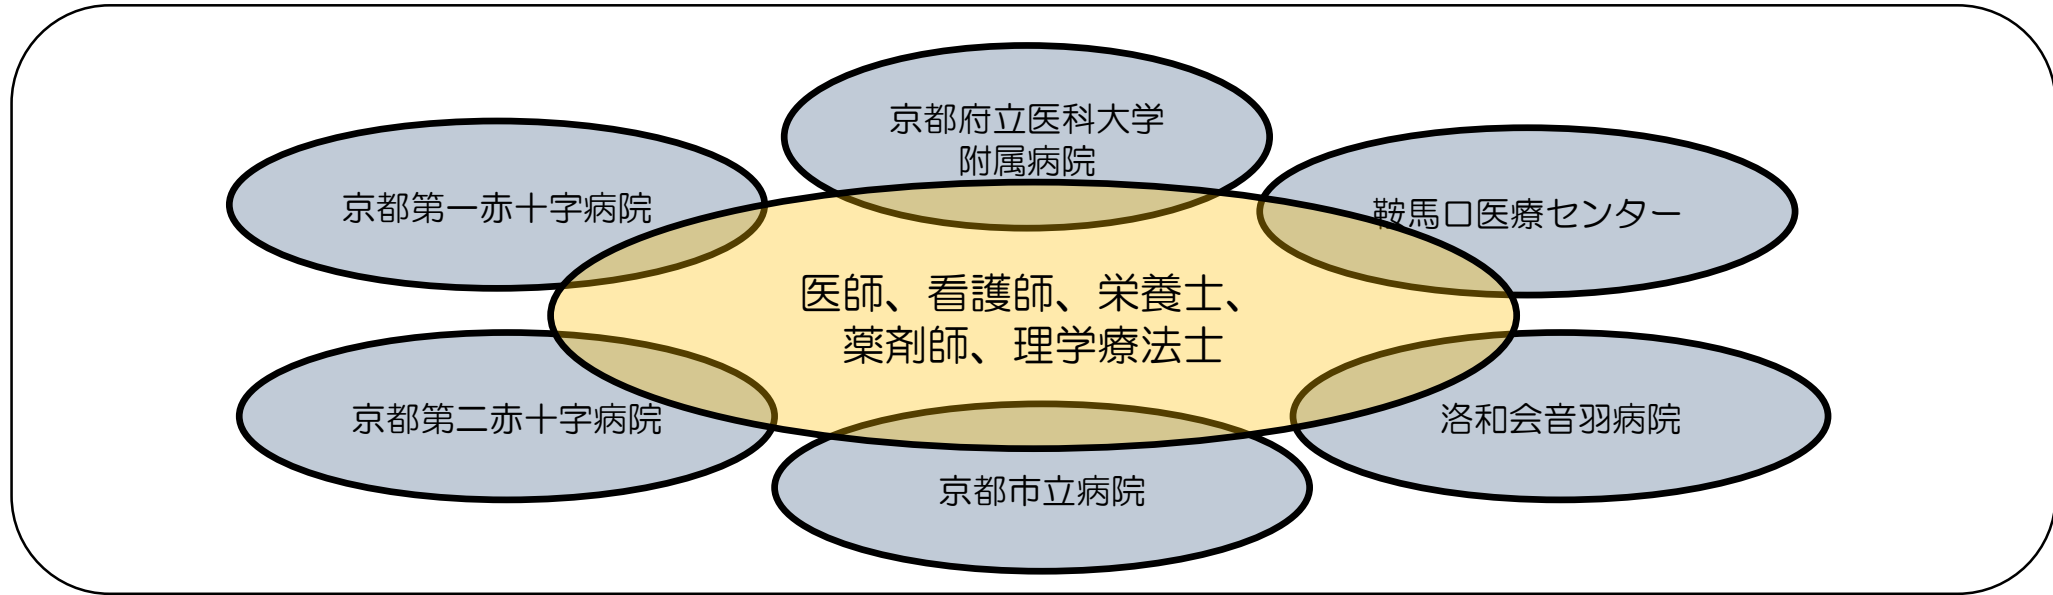 京都府立医科大学
附属病院
京都第一赤十字病院
鞍馬口医療センター
医師、看護師、栄養士、
薬剤師、理学療法士
京都第二赤十字病院
洛和会音羽病院
京都市立病院